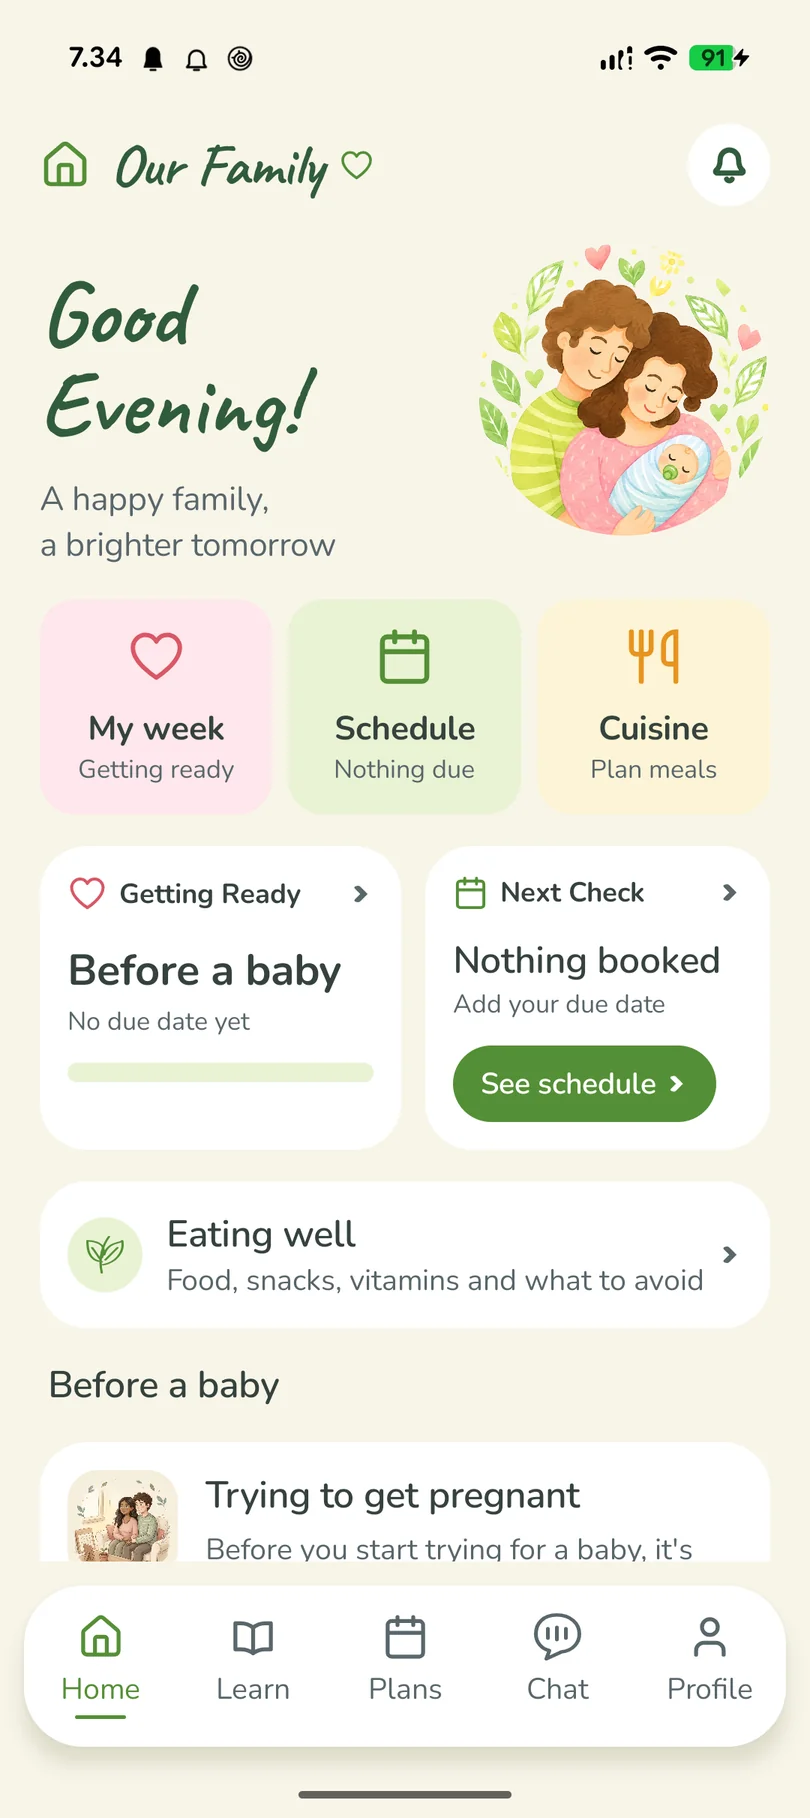 7.34
91
Our Family
Good
Evening!
A happy family,
a brighter tomorrow
My week
Getting ready
Schedule
Nothing due
Cuisine
Plan meals
Getting Ready
Before a baby
No due date yet
Next Check
Nothing booked
Add your due date
See schedule
Eating well
Food, snacks, vitamins and what to avoid
Before a baby
Trying to get pregnant
Before you start trying for a baby, it's
Home
Learn
Plans
Chat
Profile